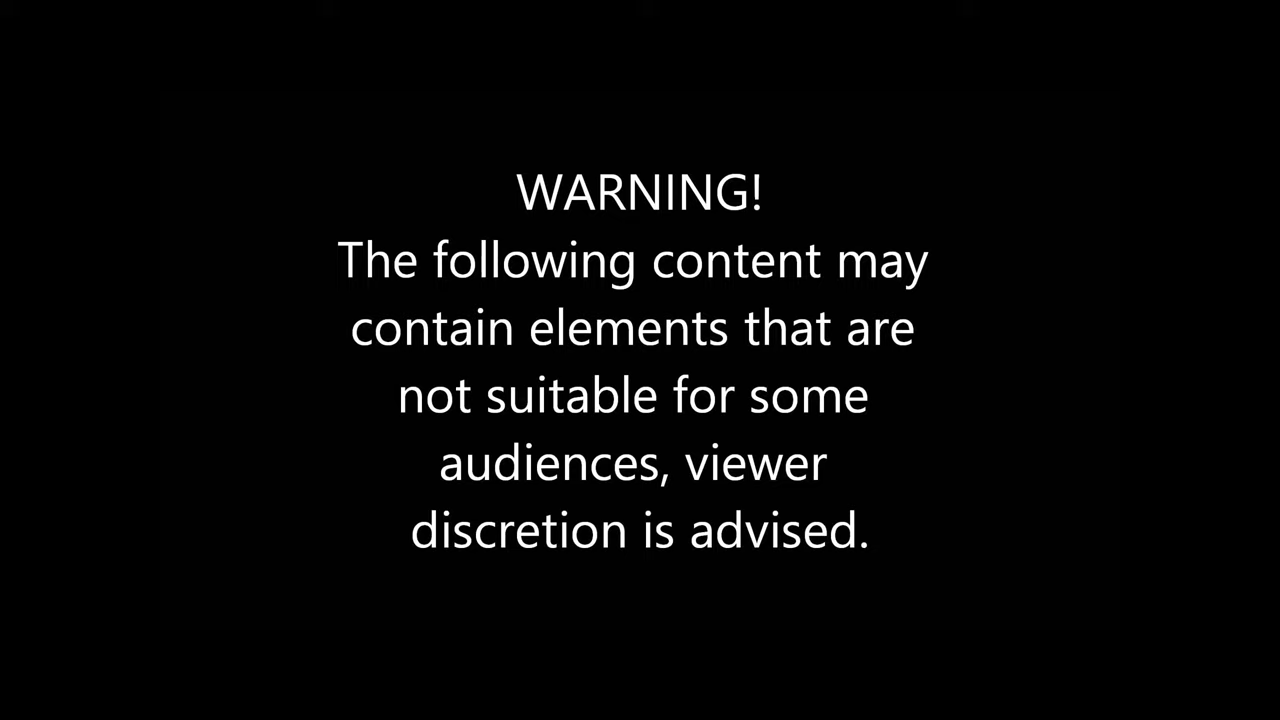 WARNING!
The following content may
contain elements that are
not suitable for some
audiences, viewer
discretion is advised.